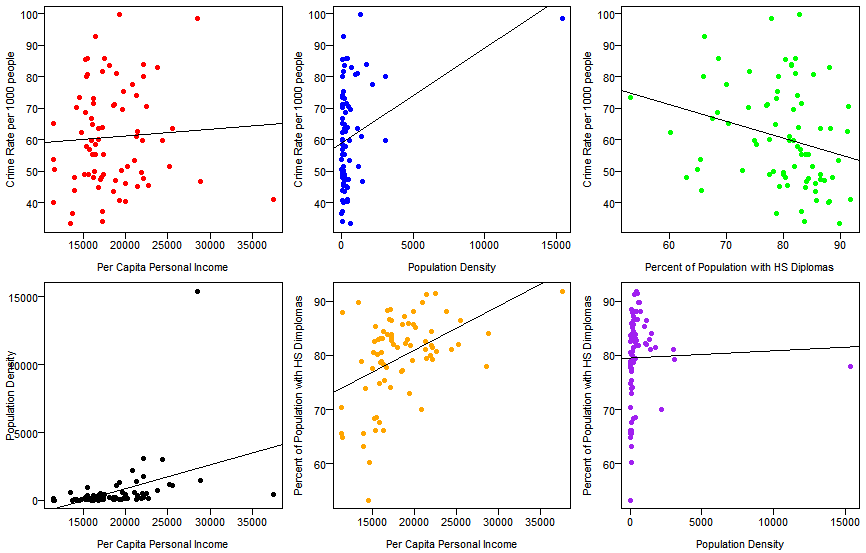 Crime Rate per 1000 people
100
90
80
70
60
50
40
15000 20000 25000 30000 35000
Per Capita Personal Income
Crime Rate per 1000 people
100
90
80
70
60
50
40
0 5000 10000 15000
Population Density
Crime Rate per 1000 people
100
90
80
70
60
50
40
60 70 80 90
Percent of Population with HS Diplomas
Population Density
15000
10000
5000
0
15000 20000 25000 30000 35000
Per Capita Personal Income
Percent of Population with HS Dimplomas
90
80
70
60
15000 20000 25000 30000 35000
Per Capita Personal Income
Percent of Population with HS Dimplomas
90
80
70
60
0 5000 10000 15000
Population Density